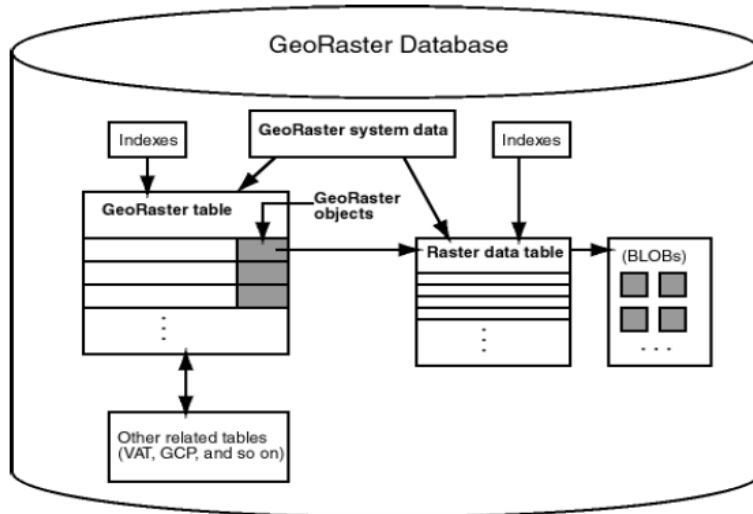 GeoRaster Database
Indexes
GeoRaster system data
Indexes
GeoRaster table
GeoRaster
objects
Raster data table
(BLOBs)
. . .
Other related tables
(VAT, GCP, and so on)